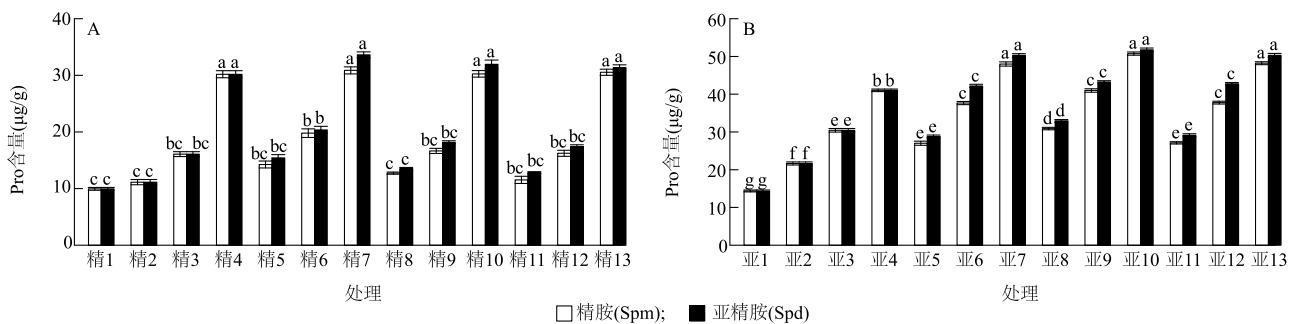 A
40
30
20
10
0
Pro含量(μg/g)
c c c c bc bc a a bc bc b b a a c c bc bc a a bc bc bc bc a a
精1 精2 精3 精4 精5 精6 精7 精8 精9 精10 精11 精12 精13
处理
B
60
50
40
30
20
10
0
Pro含量(μg/g)
g g f f e e b b e e c c a a d d c c a a e e c c a a
亚1 亚2 亚3 亚4 亚5 亚6 亚7 亚8 亚9 亚10 亚11 亚12 亚13
处理
精胺(Spm); 亚精胺(Spd)